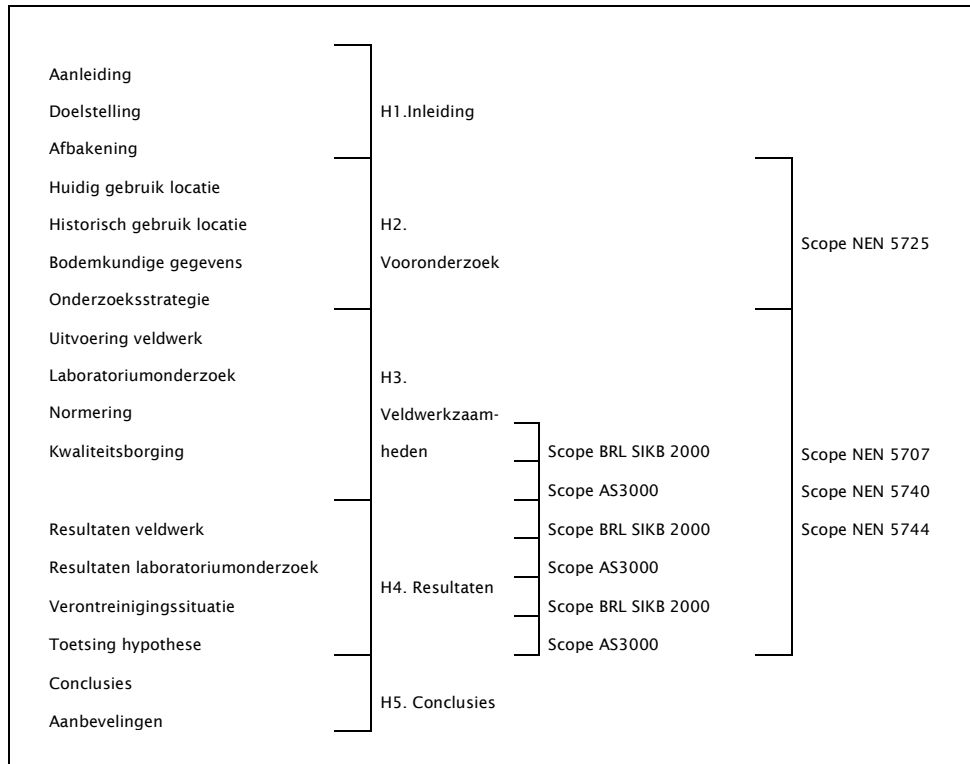 Aanleiding
Doelstelling
H1.Inleiding
Afbakening
Huidig gebruik locatie
Historisch gebruik locatie
H2.
Scope NEN 5725
Bodemkundige gegevens
Vooronderzoek
Onderzoeksstrategie
Uitvoering veldwerk
Laboratoriumonderzoek
H3.
Normering
Veldwerkzaam-
Kwaliteitsborging
heden
Scope BRL SIKB 2000
Scope NEN 5707
Scope AS3000
Scope NEN 5740
Resultaten veldwerk
Scope BRL SIKB 2000
Scope NEN 5744
Resultaten laboratoriumonderzoek
Scope AS3000
H4. Resultaten
Verontreinigingssituatie
Scope BRL SIKB 2000
Toetsing hypothese
Scope AS3000
Conclusies
H5. Conclusies
Aanbevelingen